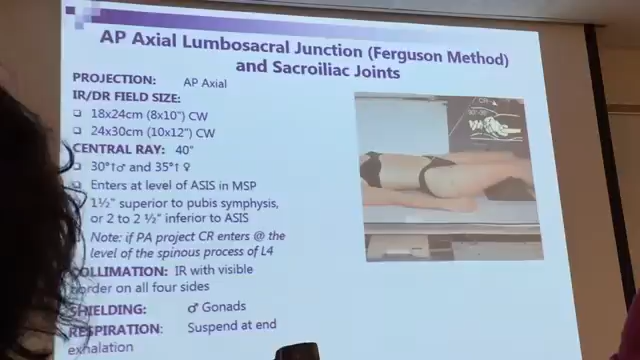 AP Axial Lumbosacral Junction (Ferguson Method)
and Sacroiliac Joints
PROJECTION: AP Axial
IR/DR FIELD SIZE:
❑ 18x24cm (8x10") CW
❑ 24x30cm (10x12") CW
CENTRAL RAY: 40°
❑ 30°↑♂ and 35°↑♀
❑ Enters at level of ASIS in MSP
1½" superior to pubis symphysis,
or 2 to 2 ½" inferior to ASIS
Note: if PA project CR enters @ the
level of the spinous process of L4
COLLIMATION: IR with visible
border on all four sides
SHIELDING: ♂ Gonads
RESPIRATION: Suspend at end
exhalation
CR